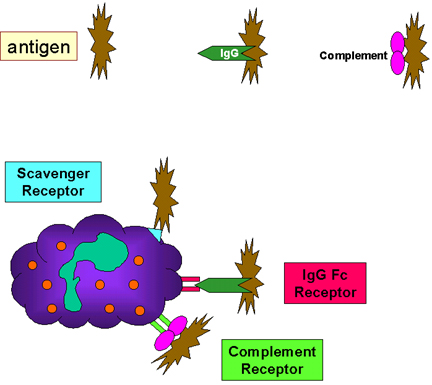 antigen
IgG
Complement
Scavenger
Receptor
IgG Fc
Receptor
Complement
Receptor